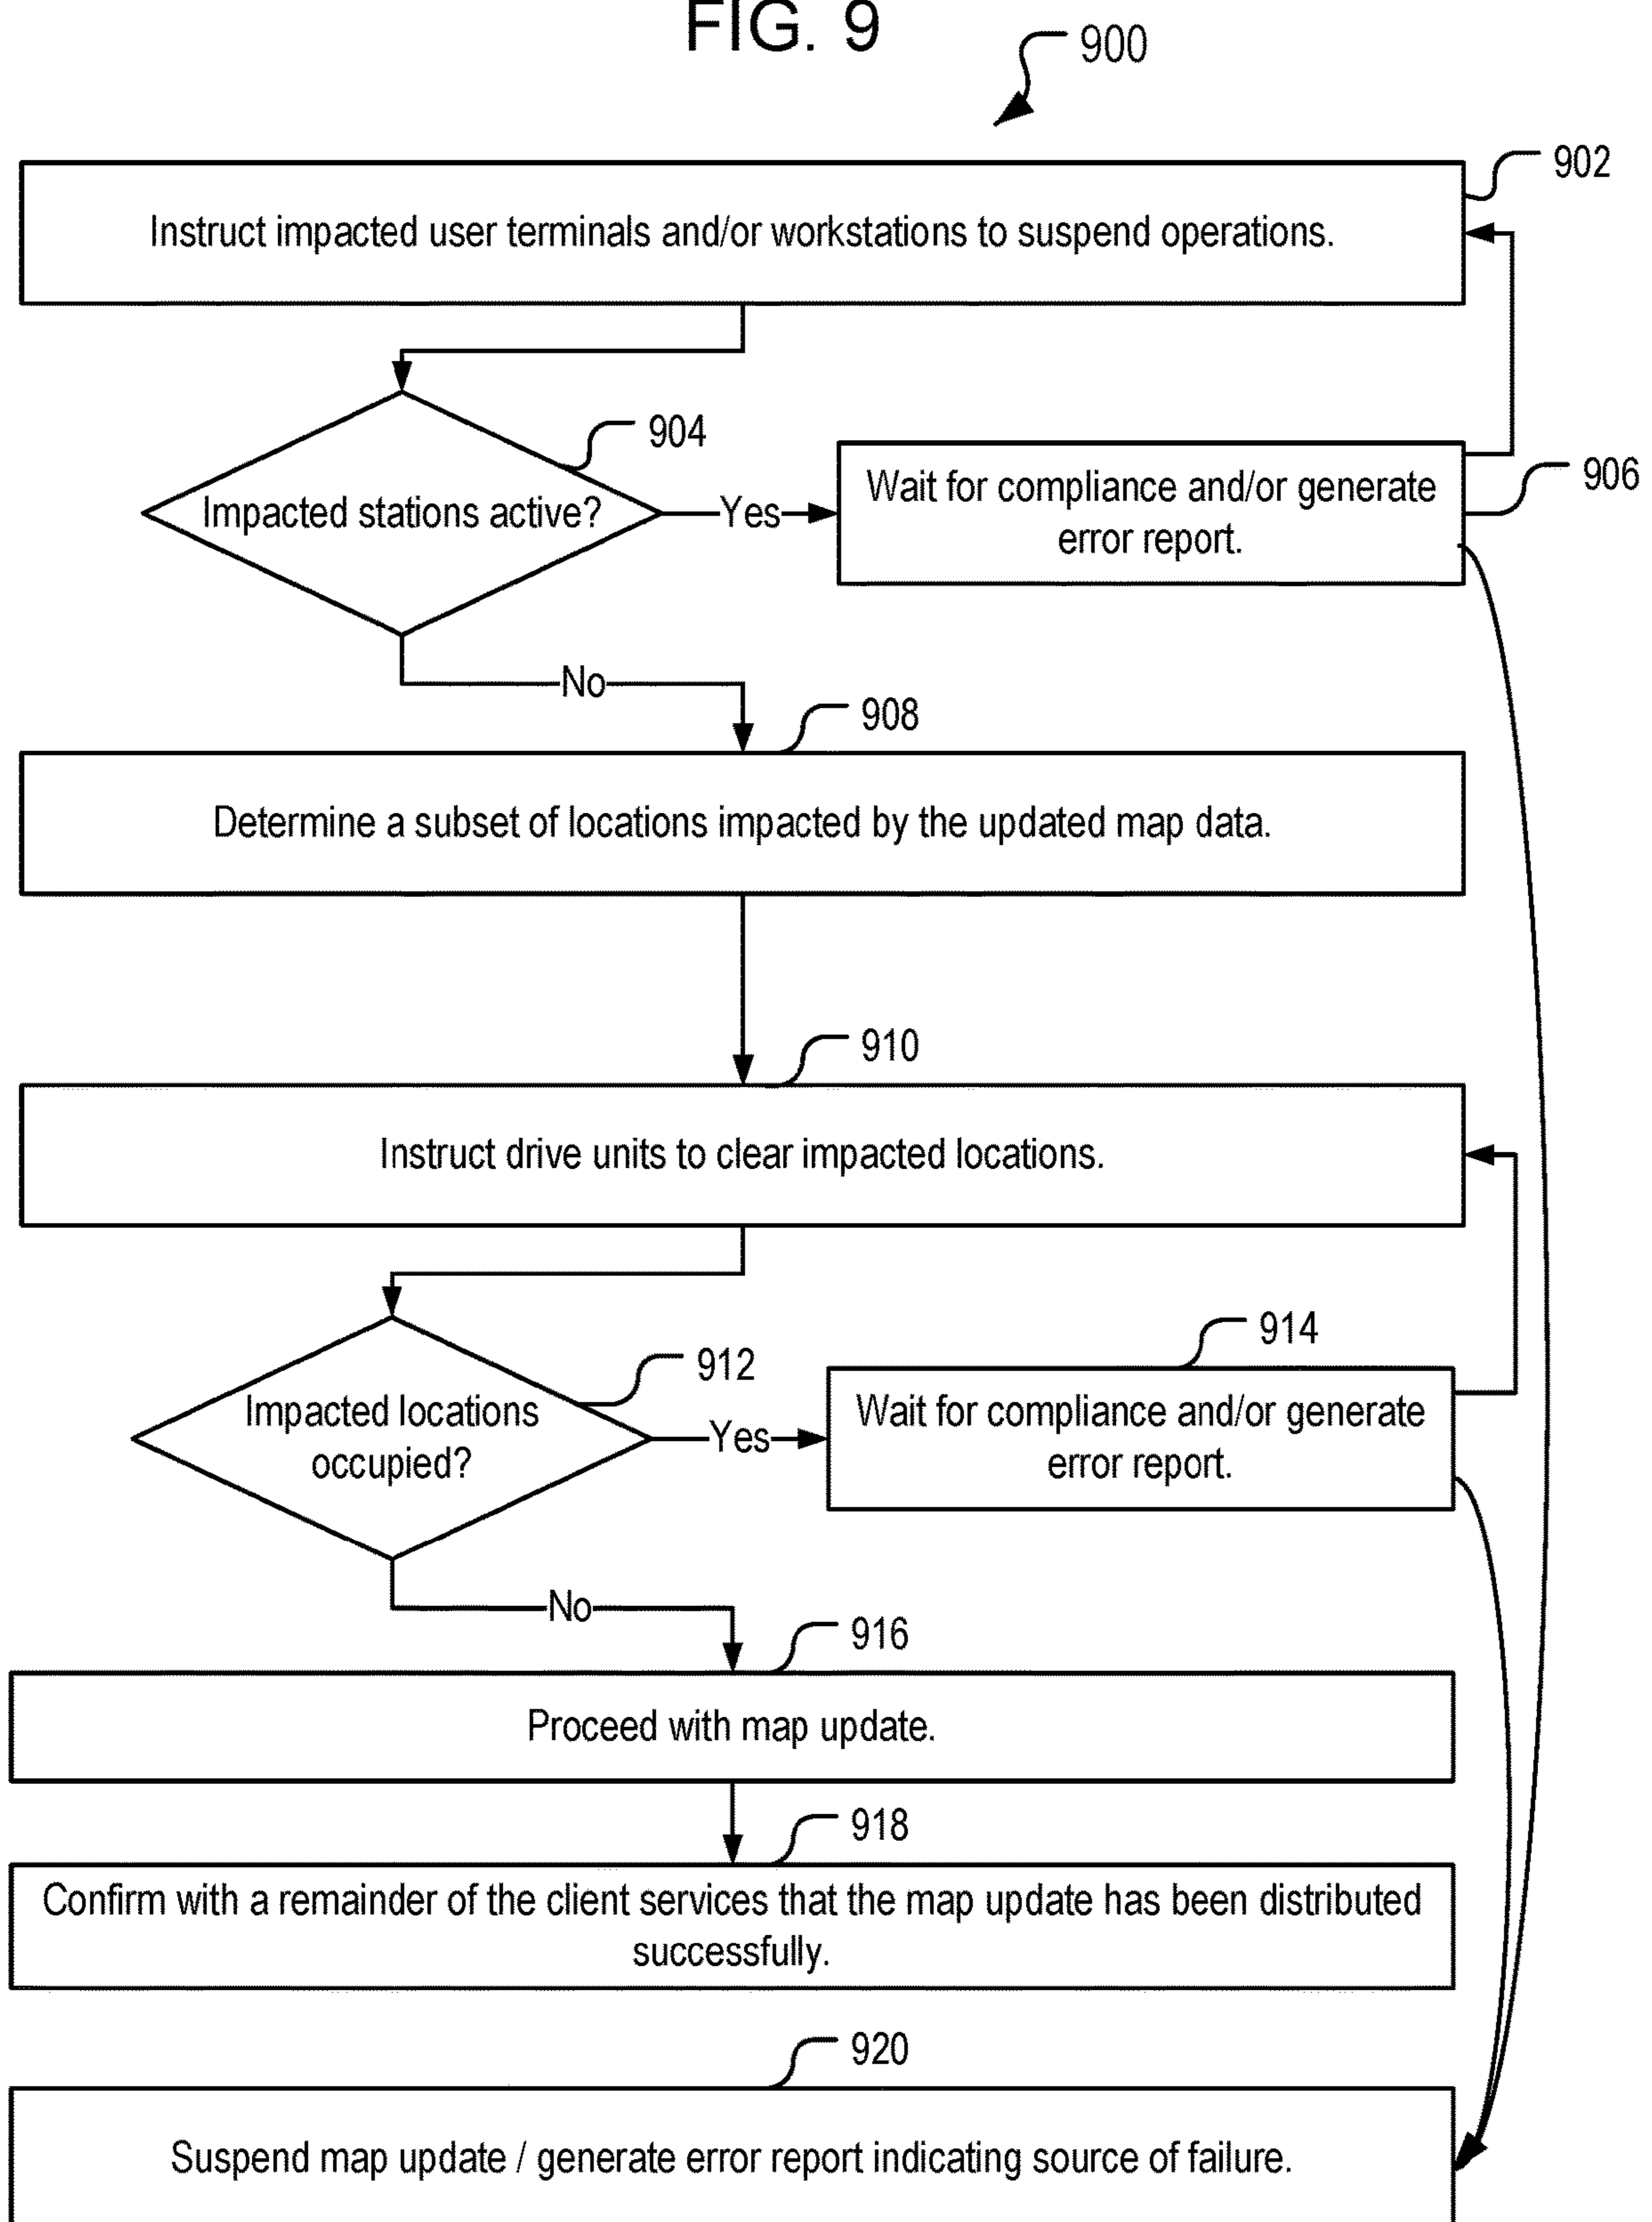 FIG. 9
900
902
Instruct impacted user terminals and/or workstations to suspend operations.
904
Impacted stations active?
Yes
Wait for compliance and/or generate
error report.
906
No
908
Determine a subset of locations impacted by the updated map data.
910
Instruct drive units to clear impacted locations.
912
Impacted locations
occupied?
Yes
914
Wait for compliance and/or generate
error report.
No
916
Proceed with map update.
918
Confirm with a remainder of the client services that the map update has been distributed
successfully.
920
Suspend map update / generate error report indicating source of failure.